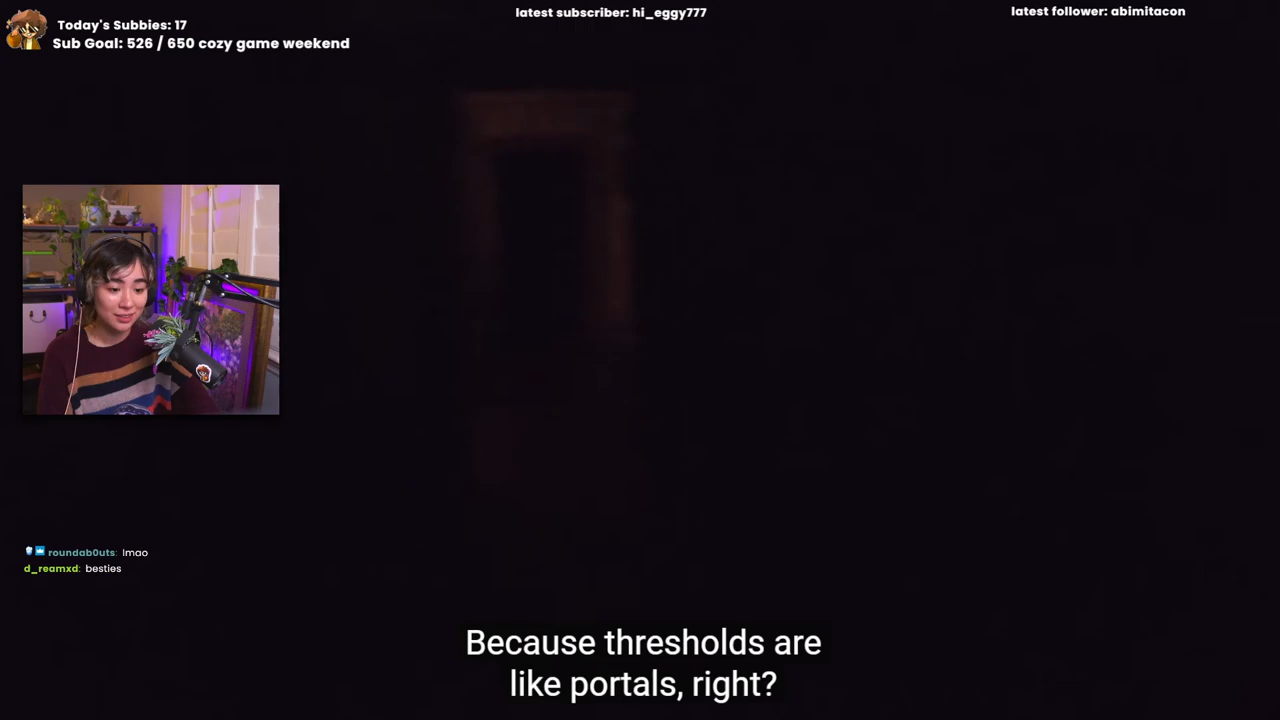 Today's Subbies: 17
Sub Goal: 526 / 650 cozy game weekend
latest subscriber: hi_eggy777
latest follower: abimitacon
roundab0uts: lmao
d_reamxd: besties
Because thresholds are
like portals, right?